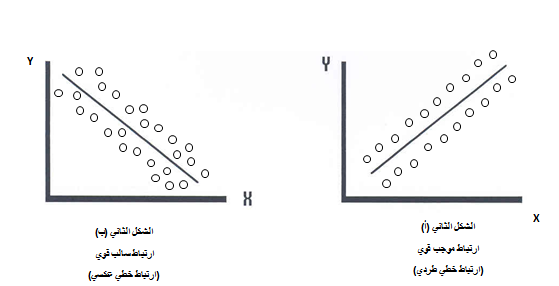 Y
X
الشكل الثاني (أ)
ارتباط موجب قوي
(ارتباط خطي طردي)
Y
X
الشكل الثاني (ب)
ارتباط سالب قوي
(ارتباط خطي عكسي)